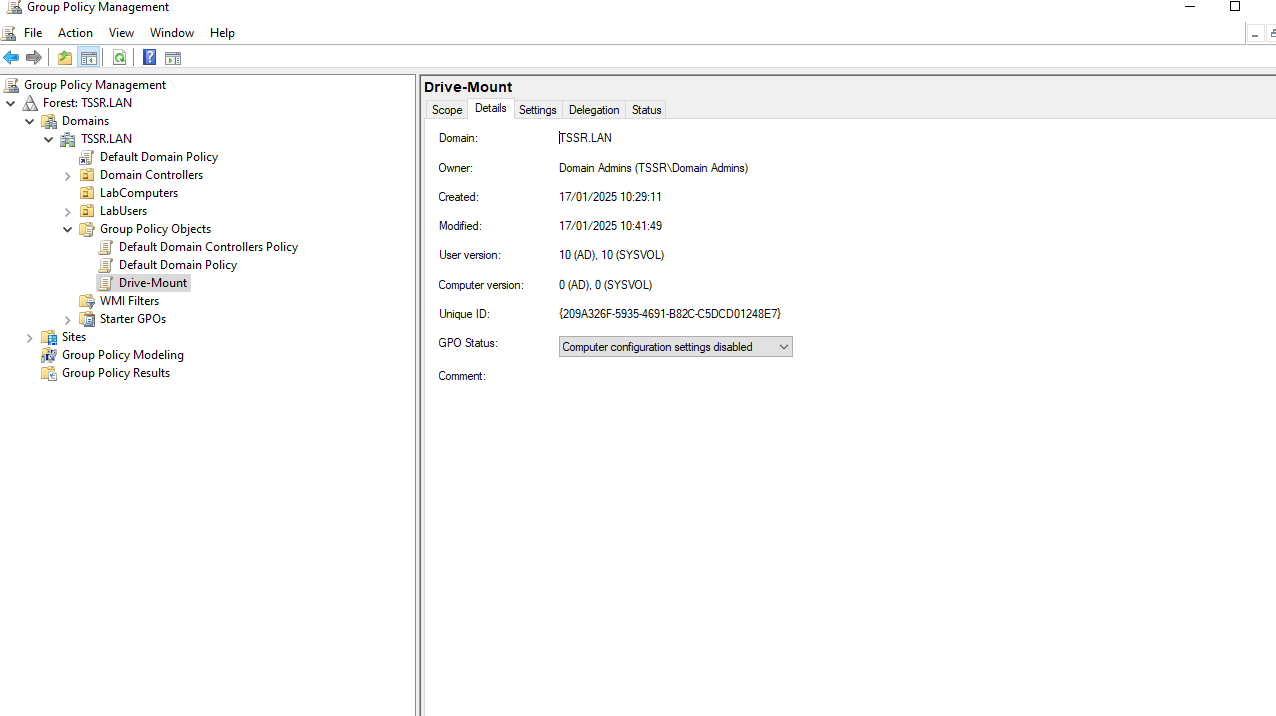 Group Policy Management
File Action View Window Help
Group Policy Management
Forest: TSSR.LAN
Domains
TSSR.LAN
Default Domain Policy
Domain Controllers
LabComputers
LabUsers
Group Policy Objects
Default Domain Controllers Policy
Default Domain Policy
Drive-Mount
WMI Filters
Starter GPOs
Sites
Group Policy Modeling
Group Policy Results
Drive-Mount
Scope Details Settings Delegation Status
Domain: TSSR.LAN
Owner: Domain Admins (TSSR\Domain Admins)
Created: 17/01/2025 10:29:11
Modified: 17/01/2025 10:41:49
User version: 10 (AD), 10 (SYSVOL)
Computer version: 0 (AD), 0 (SYSVOL)
Unique ID: {209A326F-5935-4691-B82C-C5DCD01248E7}
GPO Status: Computer configuration settings disabled
Comment: